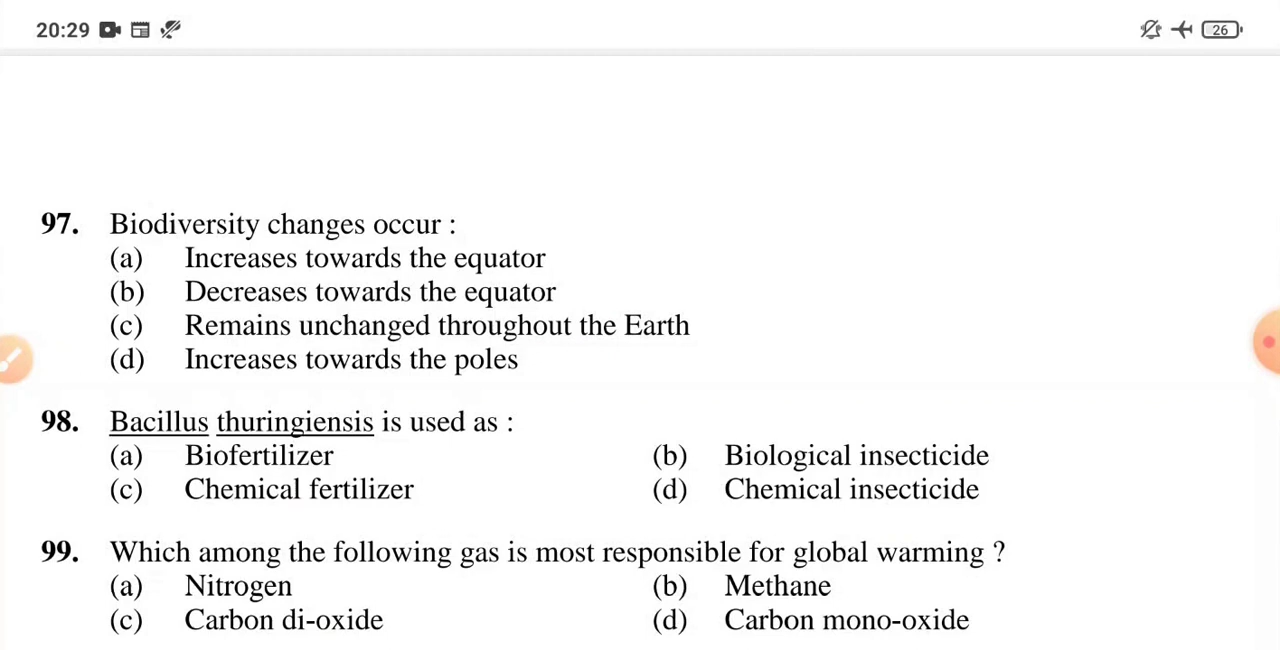 20:29 26
97. Biodiversity changes occur :
(a) Increases towards the equator
(b) Decreases towards the equator
(c) Remains unchanged throughout the Earth
(d) Increases towards the poles
98. Bacillus thuringiensis is used as :
(a) Biofertilizer (b) Biological insecticide
(c) Chemical fertilizer (d) Chemical insecticide
99. Which among the following gas is most responsible for global warming ?
(a) Nitrogen (b) Methane
(c) Carbon di-oxide (d) Carbon mono-oxide